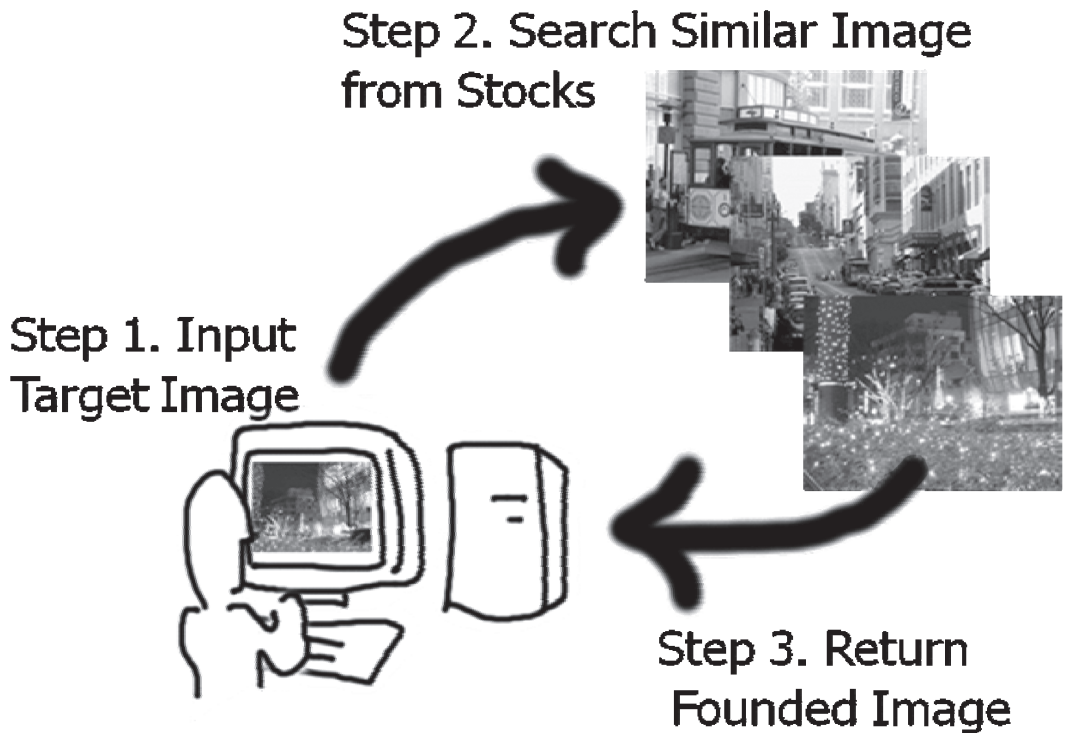 Step 2. Search Similar Image
from Stocks
Step 1. Input
Target Image
Step 3. Return
Founded Image